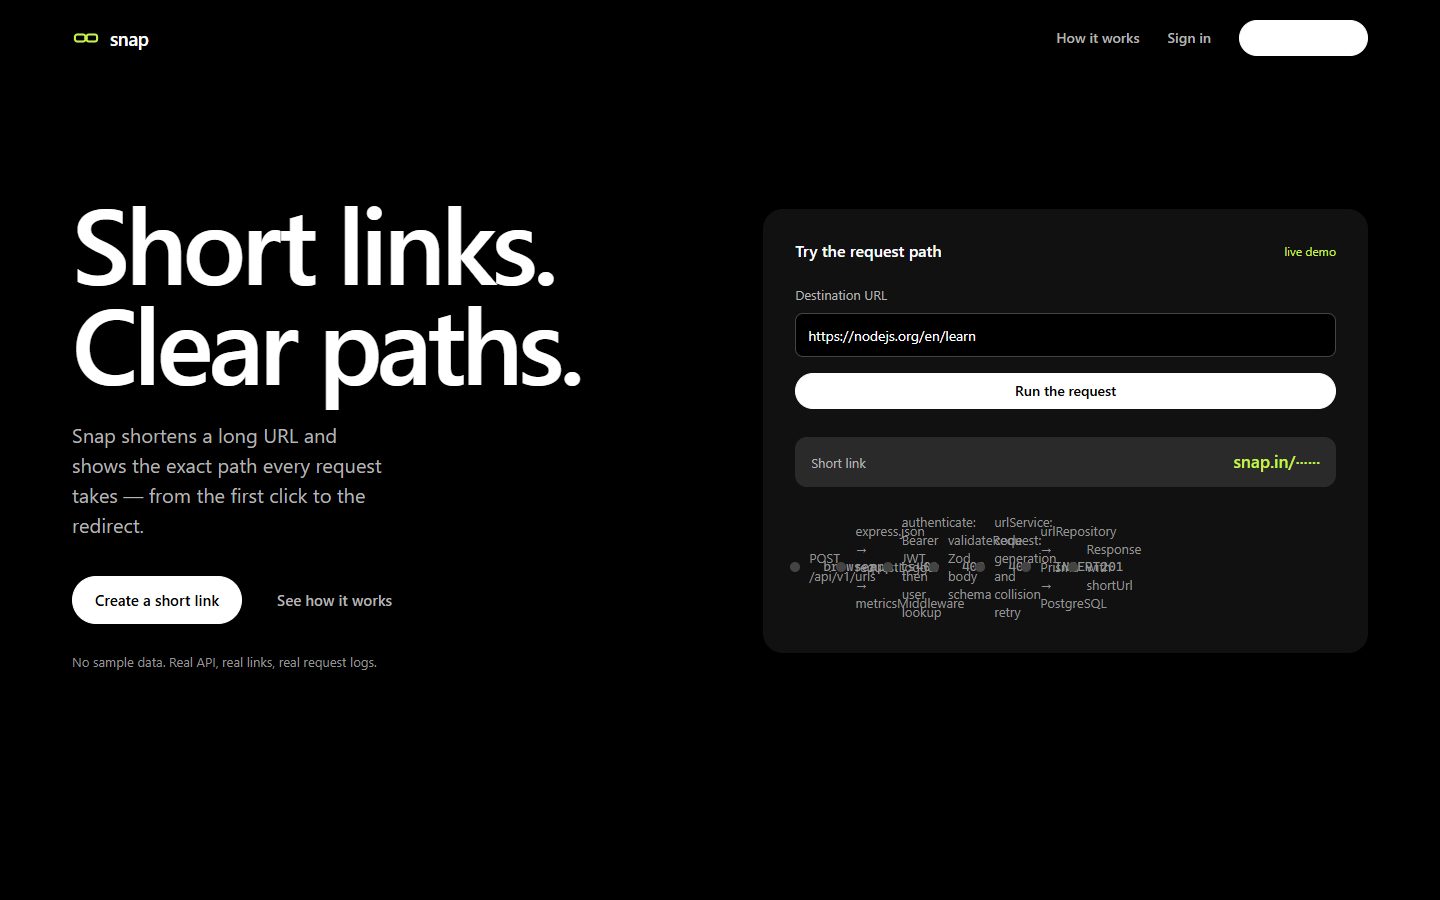 snap
How it works
Sign in
Short links.
Clear paths.
Snap shortens a long URL and
shows the exact path every request
takes — from the first click to the
redirect.
Create a short link
See how it works
No sample data. Real API, real links, real request logs.
Try the request path
live demo
Destination URL
https://nodejs.org/en/learn
Run the request
Short link
snap.in/······
POST
/api/v1/urls
express.json
→
→
metricsMiddleware
authenticate:
Bearer
JWT,
then
user
lookup
Zod
body
schema
urlService:
generation
and
collision
retry
urlRepository
→
→
PostgreSQL
Response
with
shortUrl